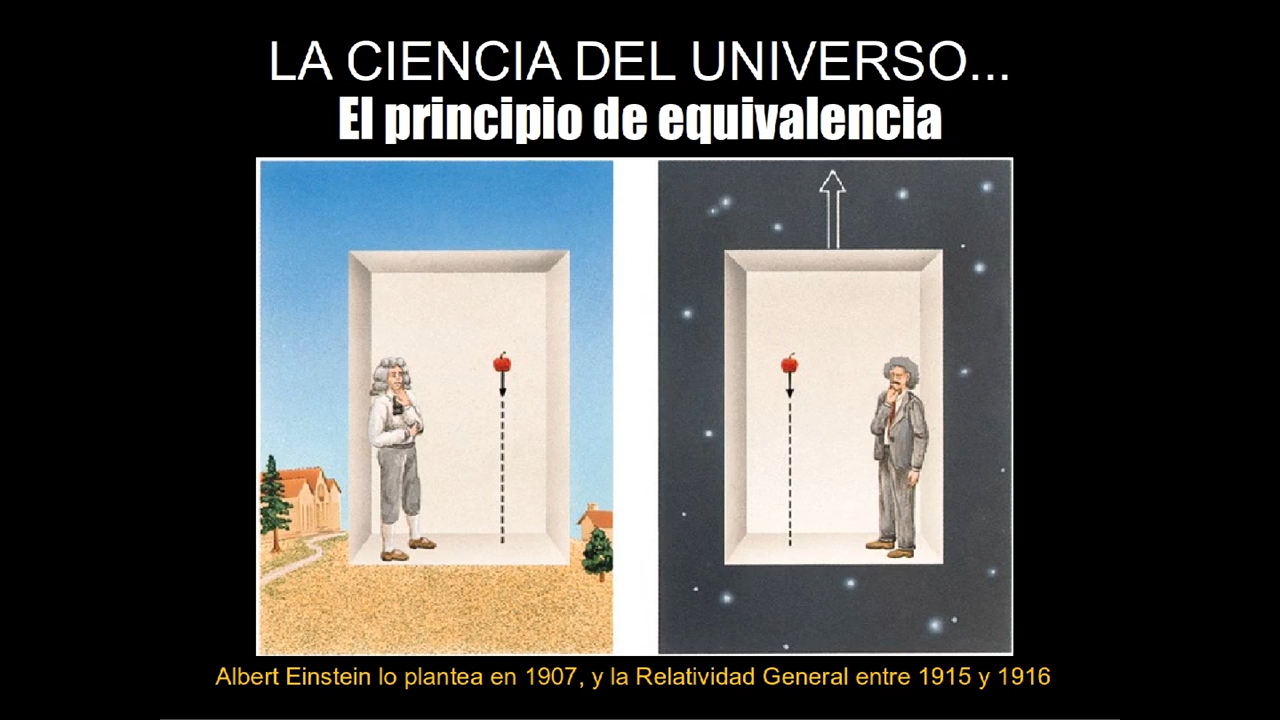 LA CIENCIA DEL UNIVERSO...
El principio de equivalencia
Albert Einstein lo plantea en 1907, y la Relatividad General entre 1915 y 1916